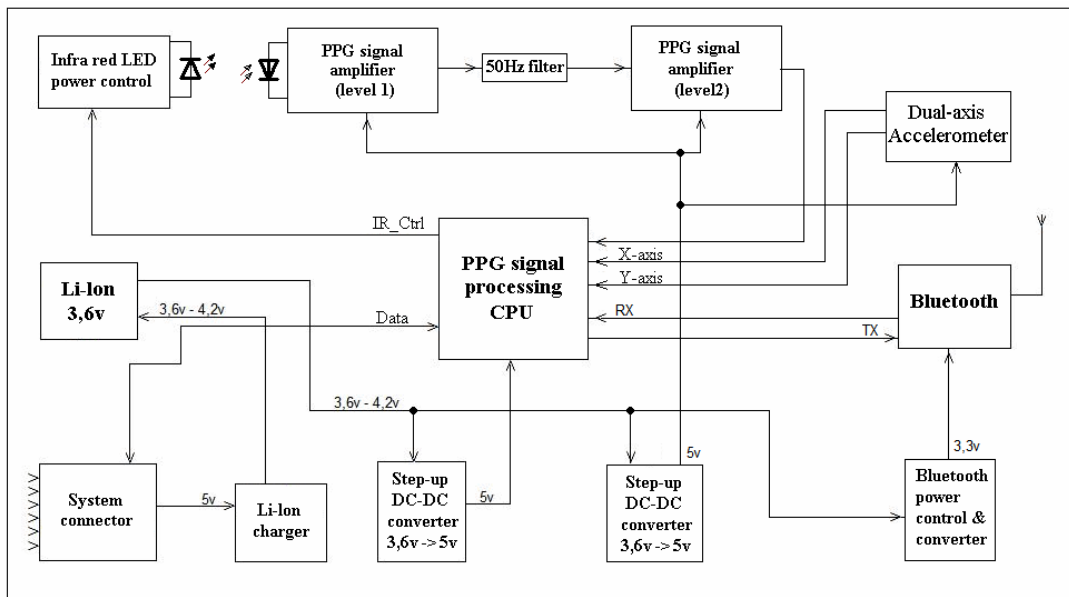 Infra red LED
power control
PPG signal
amplifier
(level 1)
50Hz filter
PPG signal
amplifier
(level2)
Dual-axis
Accelerometer
IR_Ctrl
PPG signal
processing
CPU
X-axis
Y-axis
Li-Ion
3,6v
3,6v - 4,2v
Data
RX
TX
Bluetooth
3,6v - 4,2v
System
connector
5v
Li-Ion
charger
Step-up
DC-DC
converter
3,6v -> 5v
5v
Step-up
DC-DC
converter
3,6v -> 5v
5v
3,3v
Bluetooth
power
control &
converter